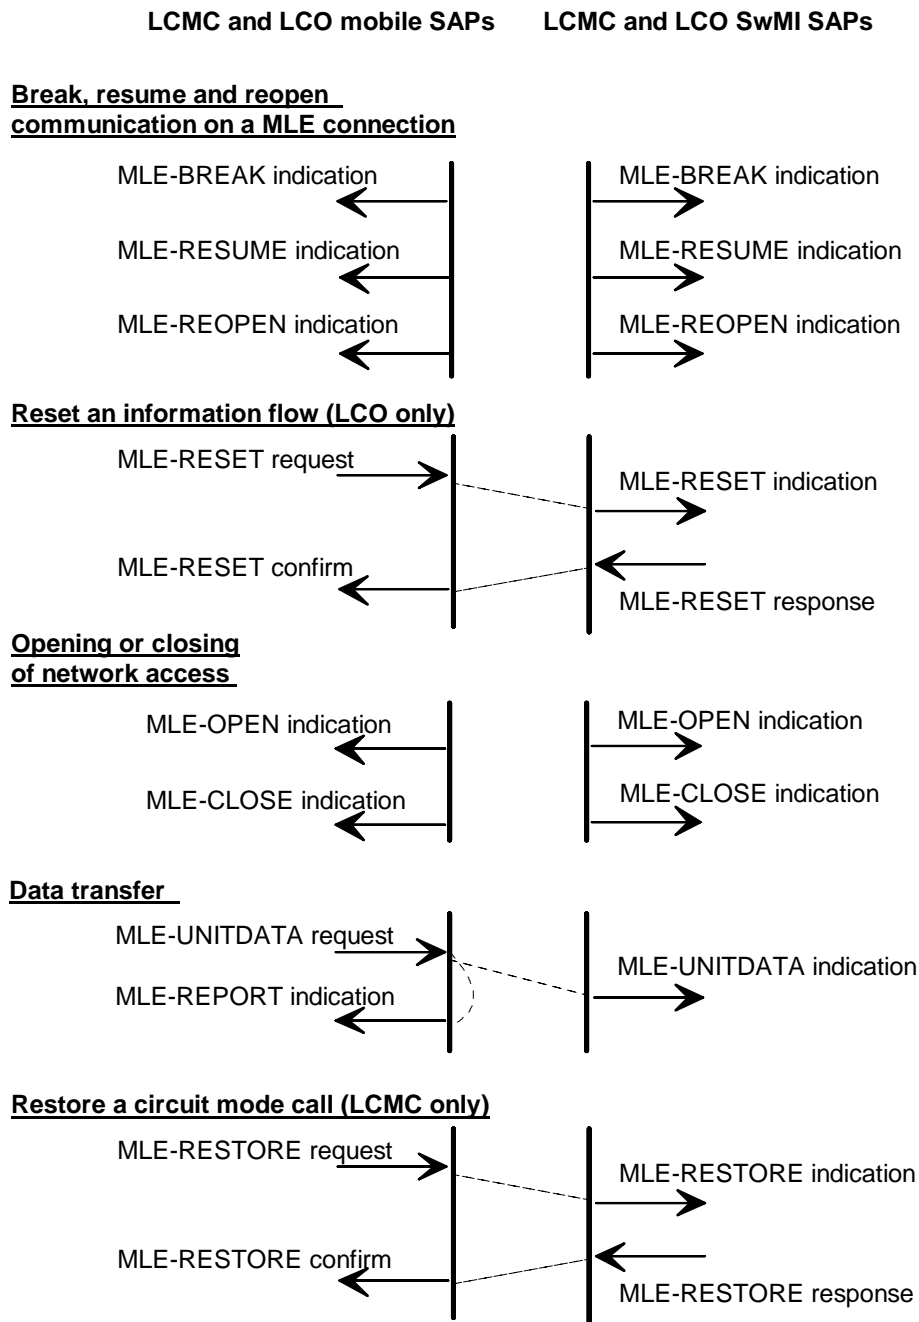 LCMC and LCO mobile SAPs LCMC and LCO SwMI SAPs
Break, resume and reopen
communication on a MLE connection
MLE-BREAK indication MLE-BREAK indication
MLE-RESUME indication MLE-RESUME indication
MLE-REOPEN indication MLE-REOPEN indication
Reset an information flow (LCO only)
MLE-RESET request
MLE-RESET indication
MLE-RESET confirm
MLE-RESET response
Opening or closing
of network access
MLE-OPEN indication MLE-OPEN indication
MLE-CLOSE indication MLE-CLOSE indication
Data transfer
MLE-UNITDATA request
MLE-UNITDATA indication
MLE-REPORT indication
Restore a circuit mode call (LCMC only)
MLE-RESTORE request
MLE-RESTORE indication
MLE-RESTORE confirm
MLE-RESTORE response